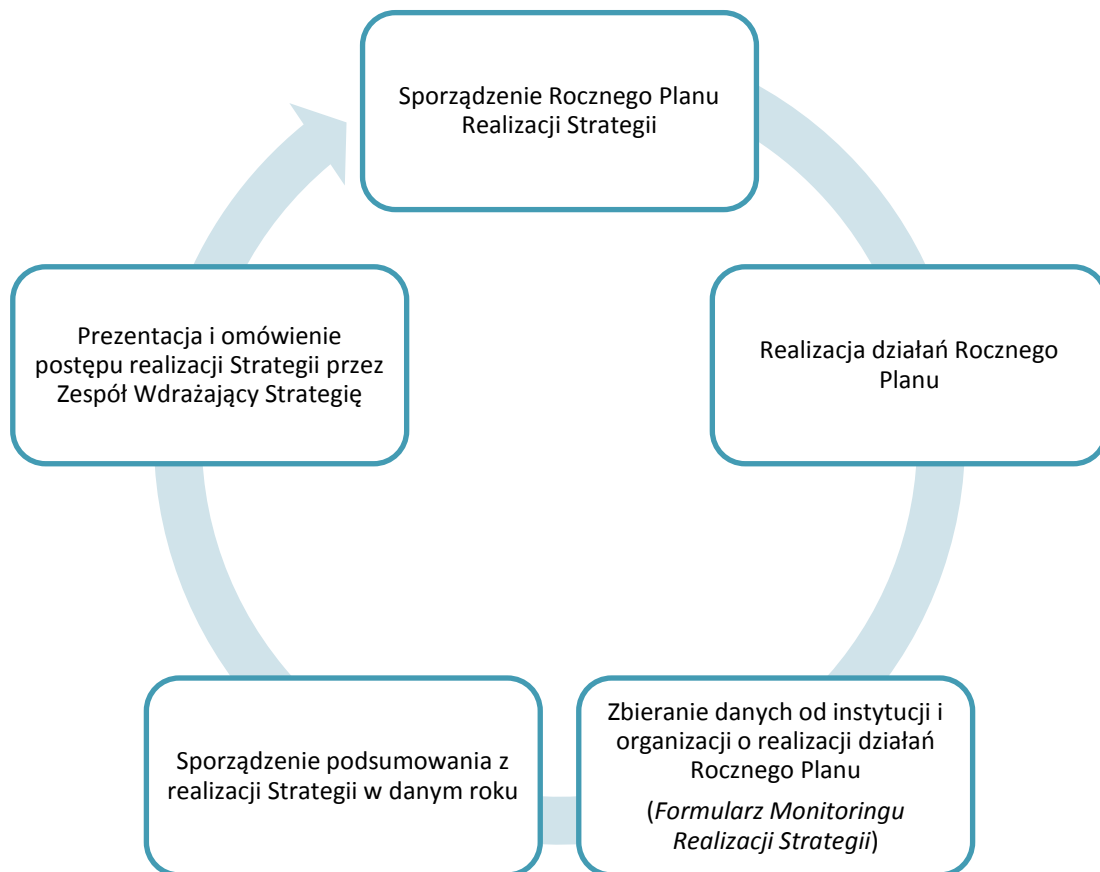 Sporządzenie Rocznego Planu
Realizacji Strategii
Realizacja działań Rocznego
Planu
Zbieranie danych od instytucji i
organizacji o realizacji działań
Rocznego Planu
(Formularz Monitoringu
Realizacji Strategii)
Sporządzenie podsumowania z
realizacji Strategii w danym roku
Prezentacja i omówienie
postępu realizacji Strategii przez
Zespół Wdrażający Strategię